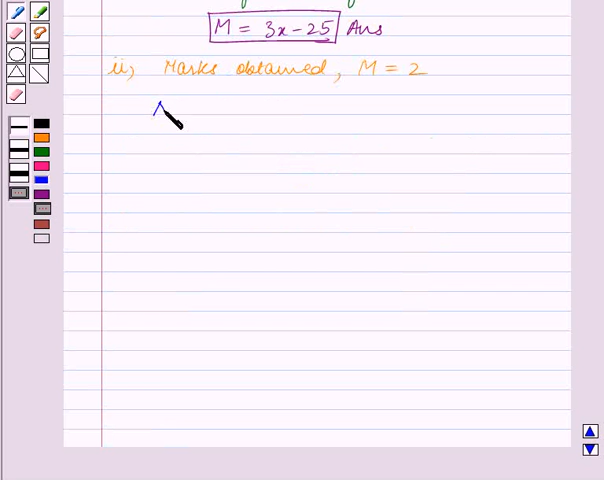 M = 3x - 25 Ans
ii, Marks obtained, M = 2